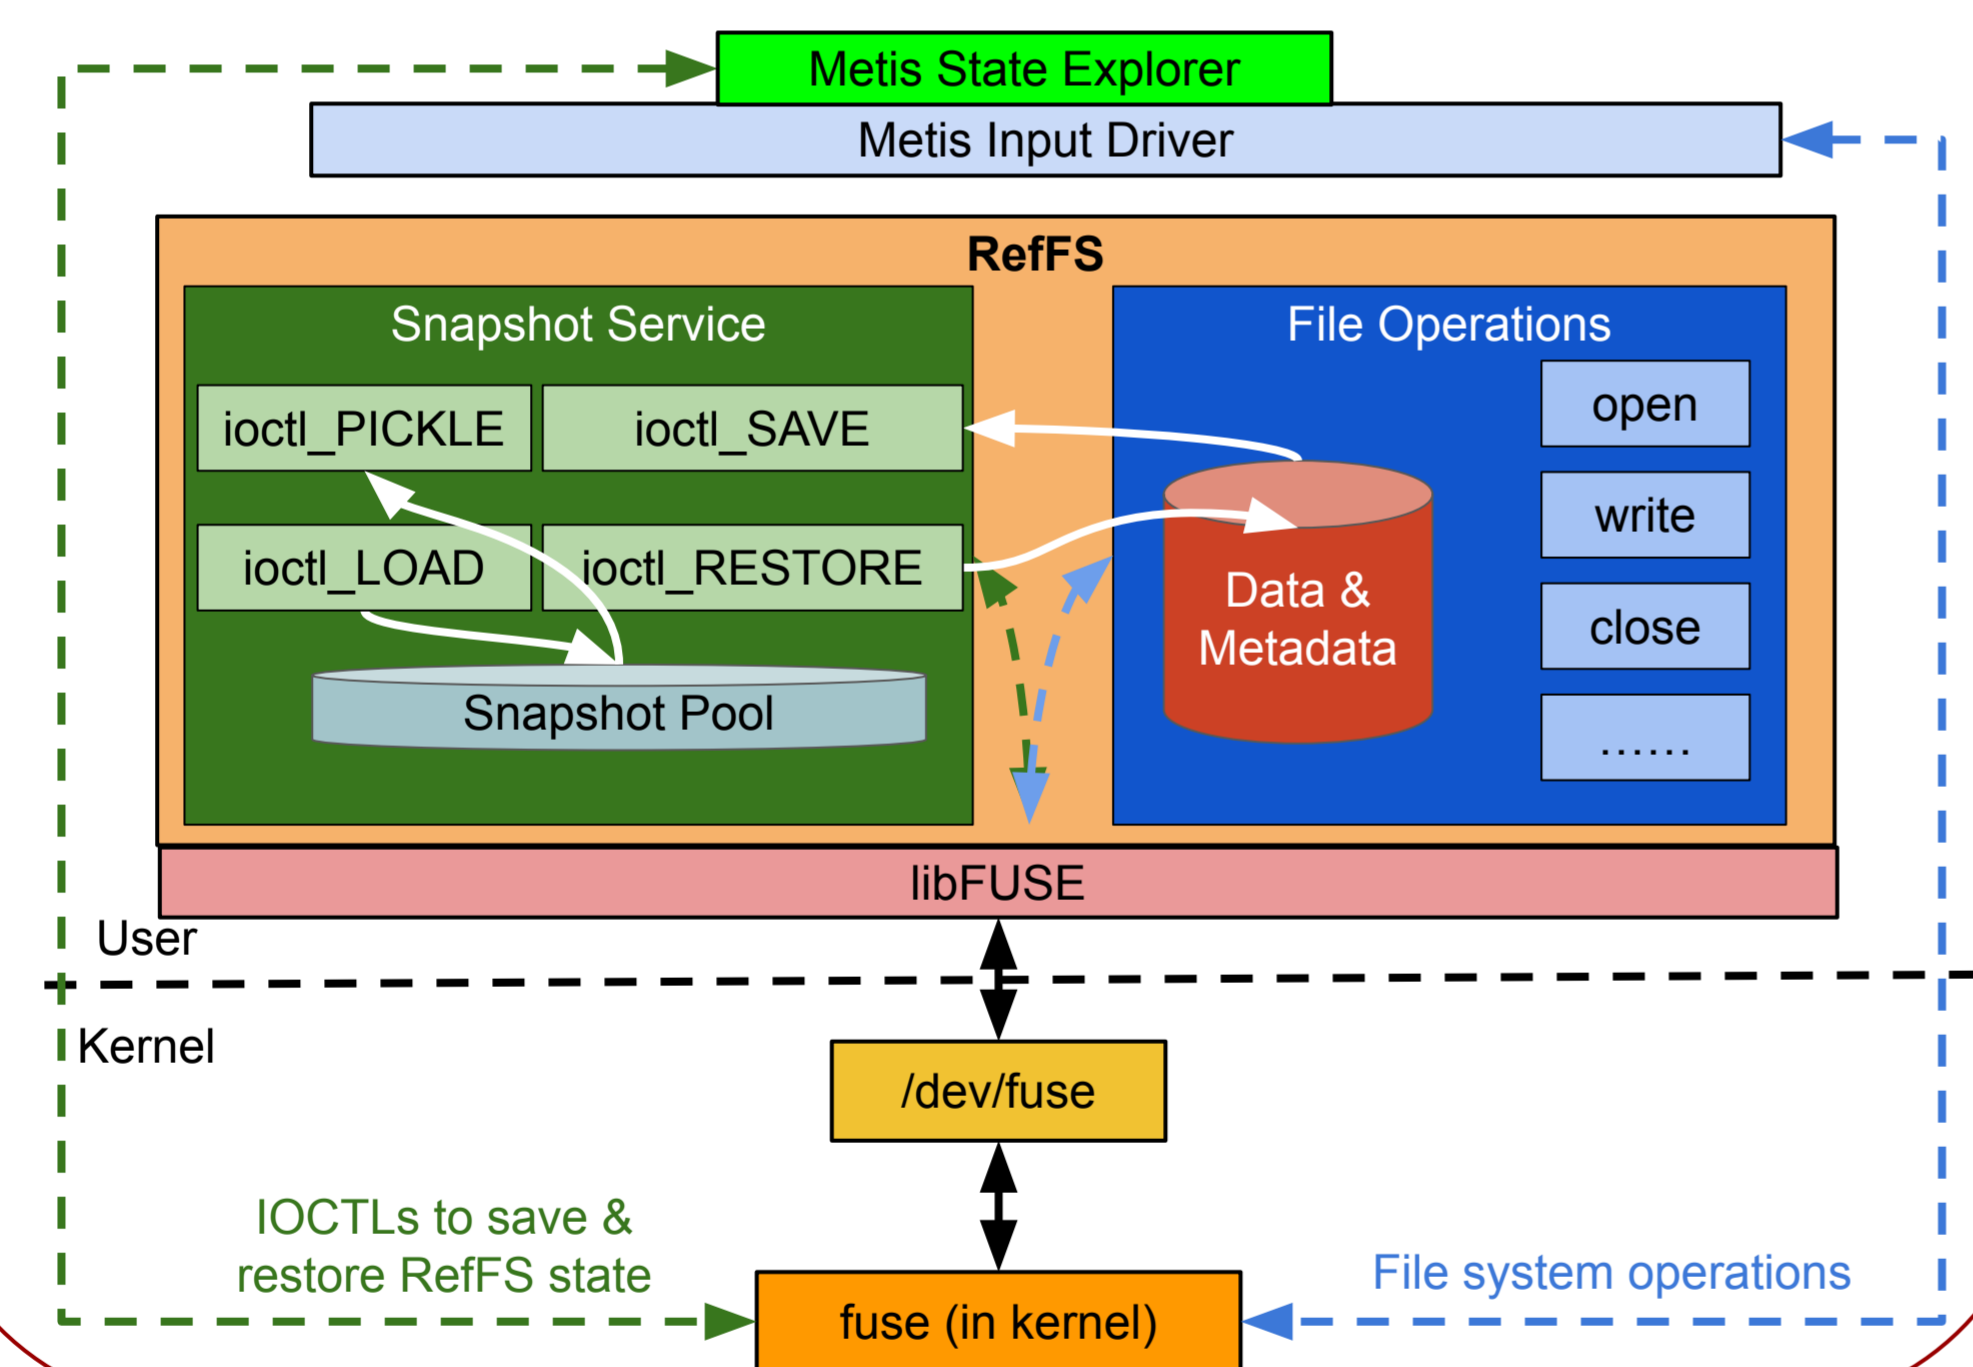 Metis State Explorer
Metis Input Driver
RefFS
Snapshot Service
ioctl_PICKLE
ioctl_SAVE
ioctl_LOAD
ioctl_RESTORE
Snapshot Pool
File Operations
open
write
close
......
Data &
Metadata
libFUSE
User
Kernel
/dev/fuse
IOCTLs to save &
restore RefFS state
File system operations
fuse (in kernel)